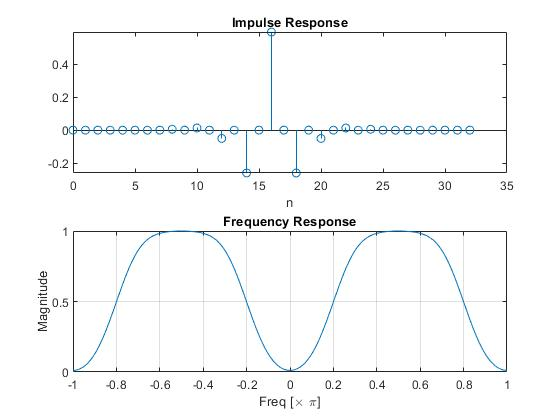 Impulse Response
0.4
0.2
0
-0.2
0 5 10 15 20 25 30 35
n
Frequency Response
1
0.5
0
Magnitude
-1 -0.8 -0.6 -0.4 -0.2 0 0.2 0.4 0.6 0.8 1
Freq [× π]